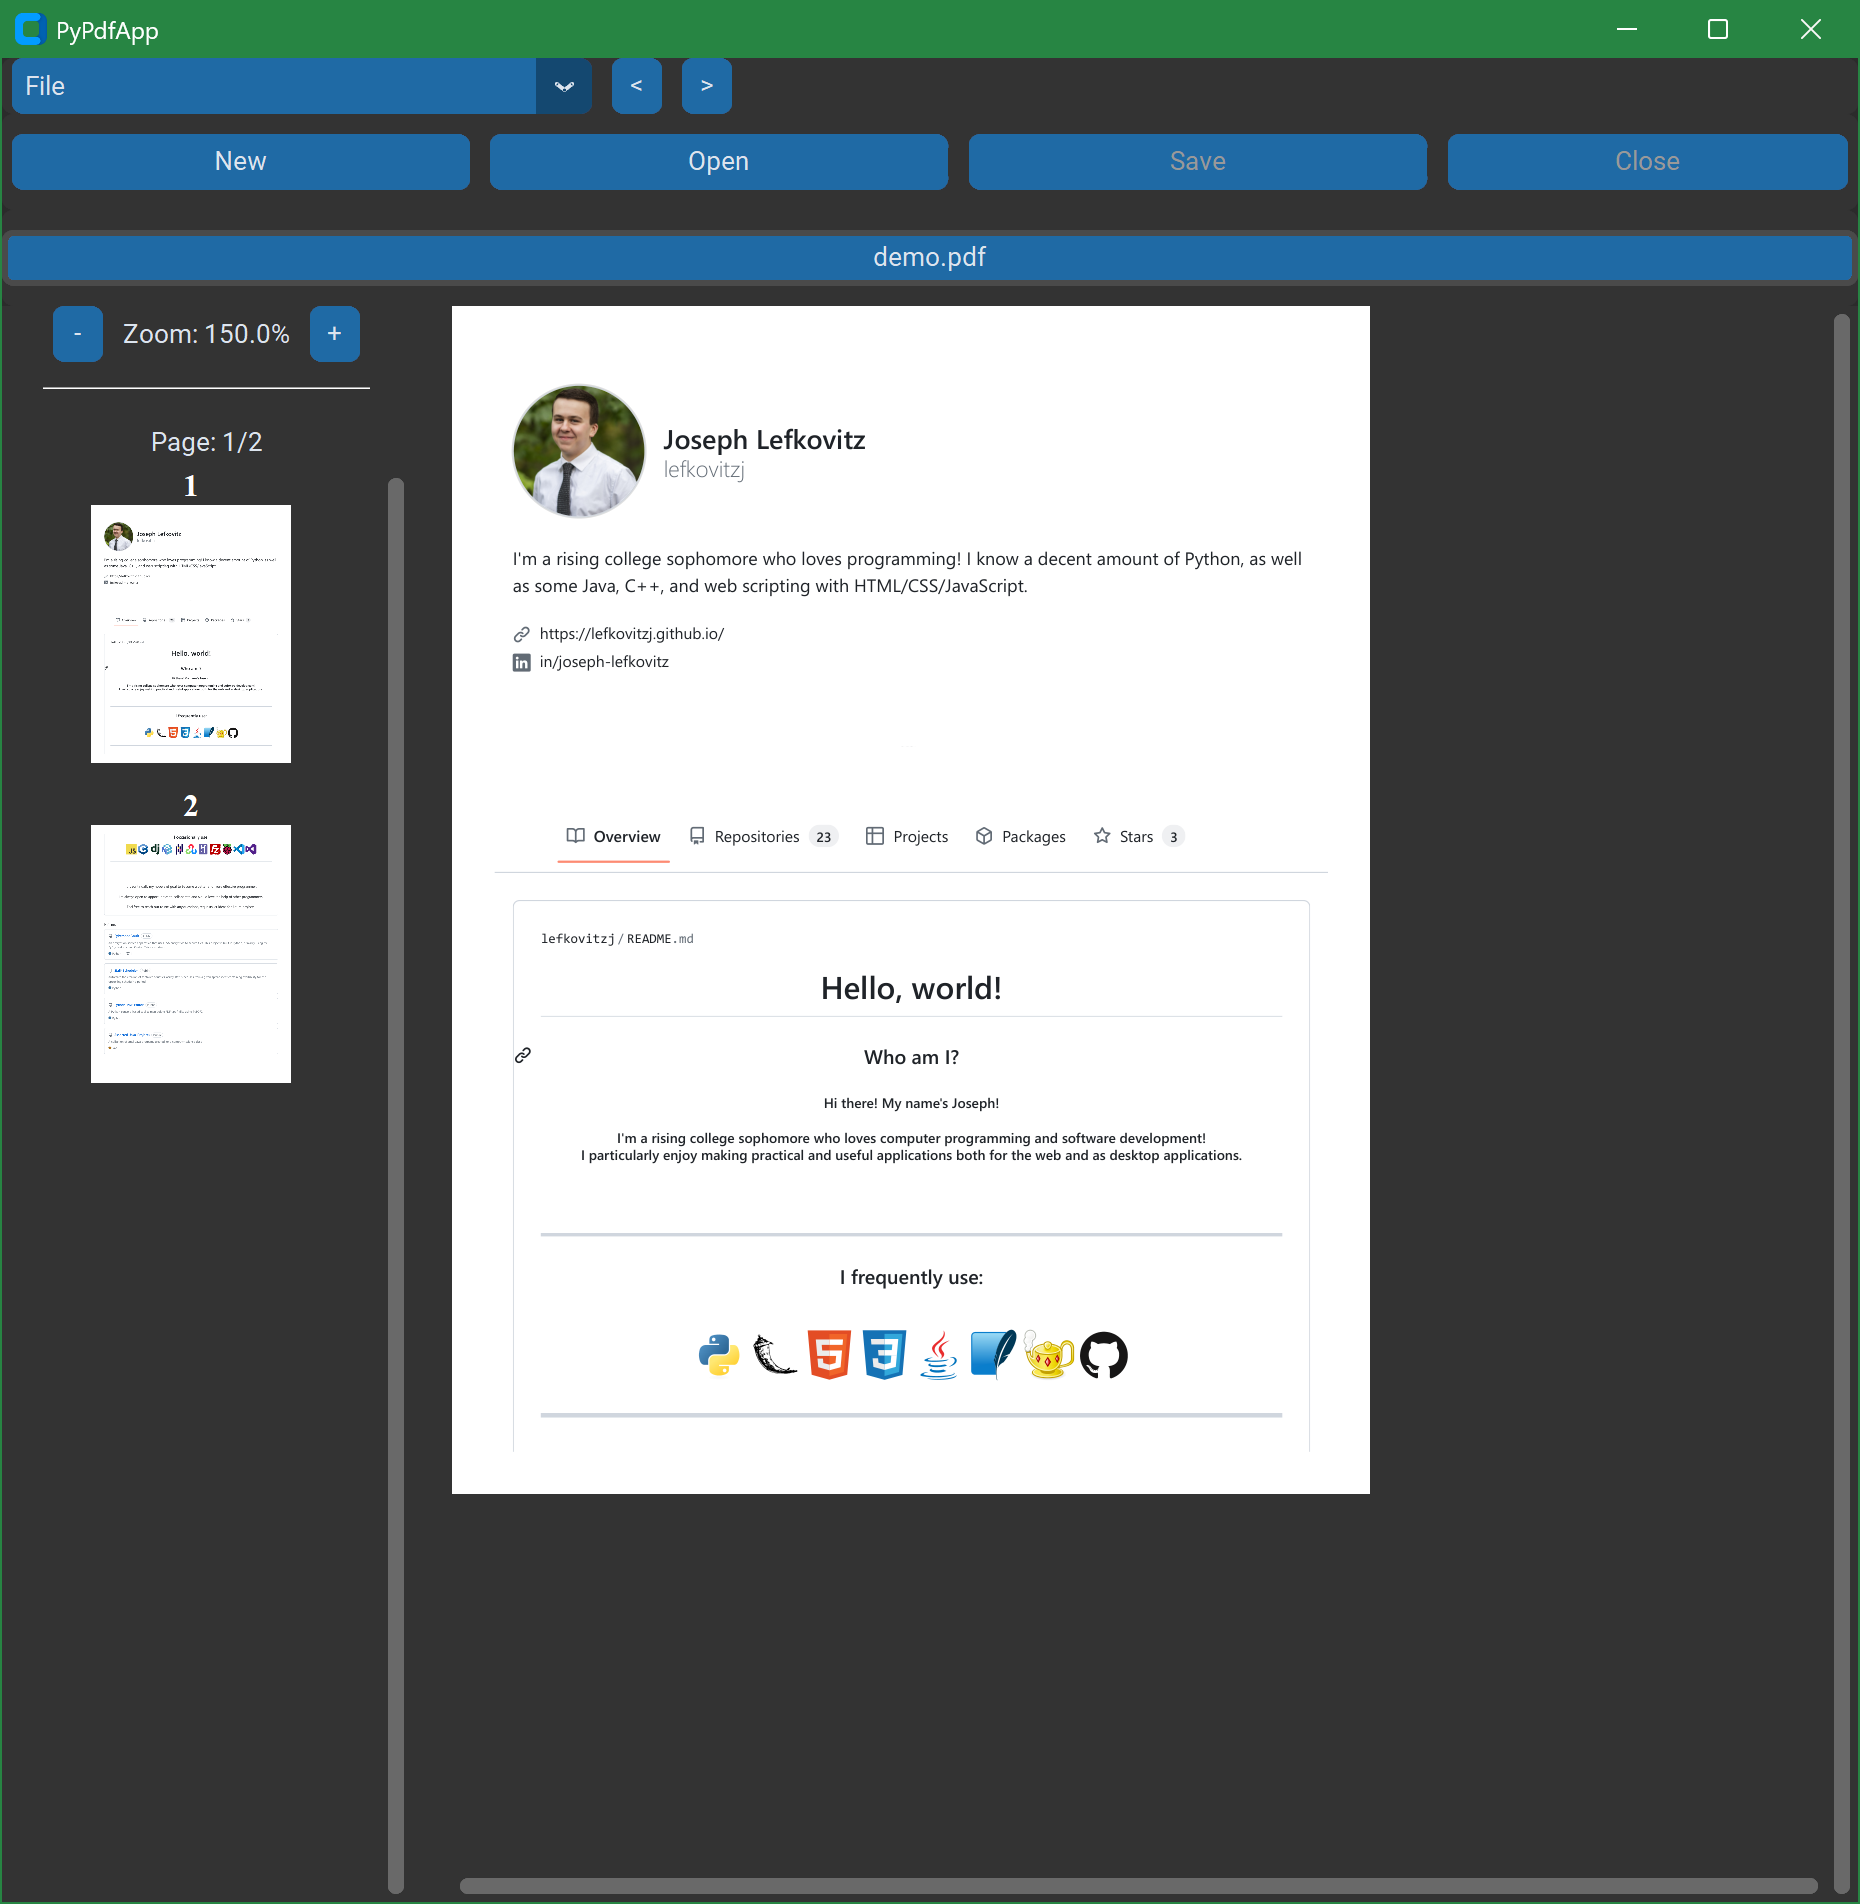 PyPdfApp
File
<
>
New
Open
Save
Close
demo.pdf
-
Zoom: 150.0%
+
Page: 1/2
1
Joseph Lefkovitz
Hello, world!
2
Joseph Lefkovitz
lefkovitzj
I'm a rising college sophomore who loves programming! I know a decent amount of Python, as well
as some Java, C++, and web scripting with HTML/CSS/JavaScript.
https://lefkovitzj.github.io/
in/joseph-lefkovitz
Overview
Repositories 23
Projects
Packages
Stars 3
lefkovitzj/README.md
Hello, world!
Who am I?
Hi there! My name's Joseph!
I'm a rising college sophomore who loves computer programming and software development!
I particularly enjoy making practical and useful applications both for the web and as desktop applications.
I frequently use: